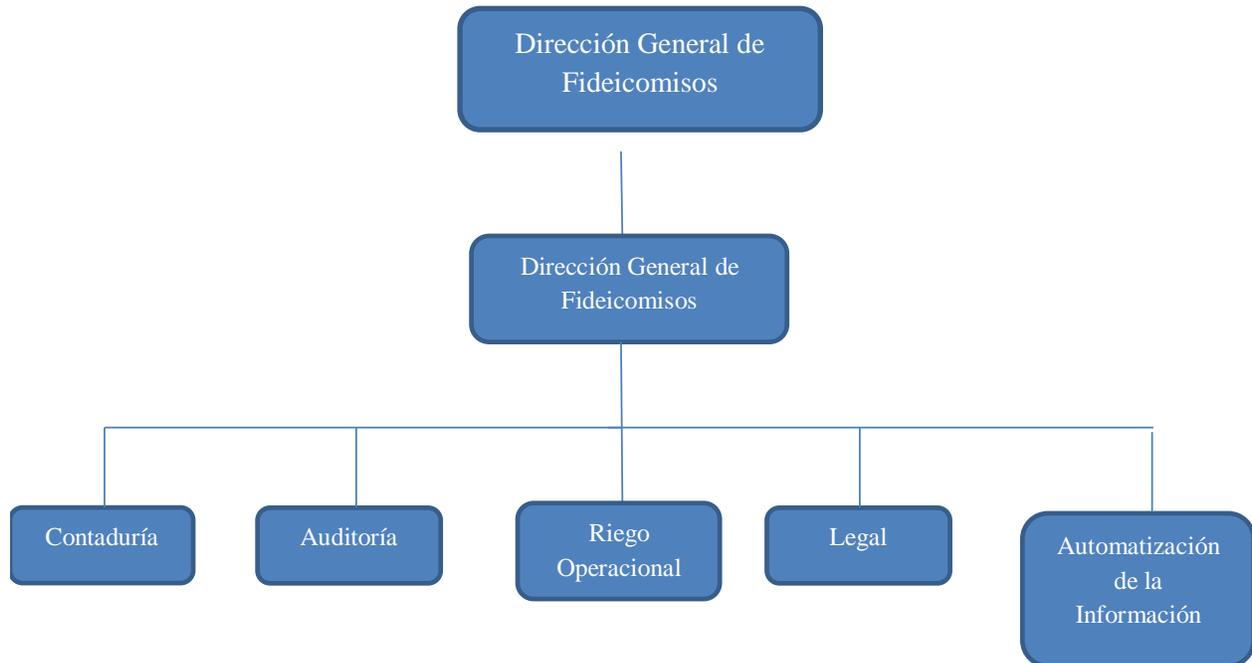 Dirección General de
Fideicomisos
Dirección General de
Fideicomisos
Contaduría
Auditoría
Riego
Operacional
Legal
Automatización
de la
Información